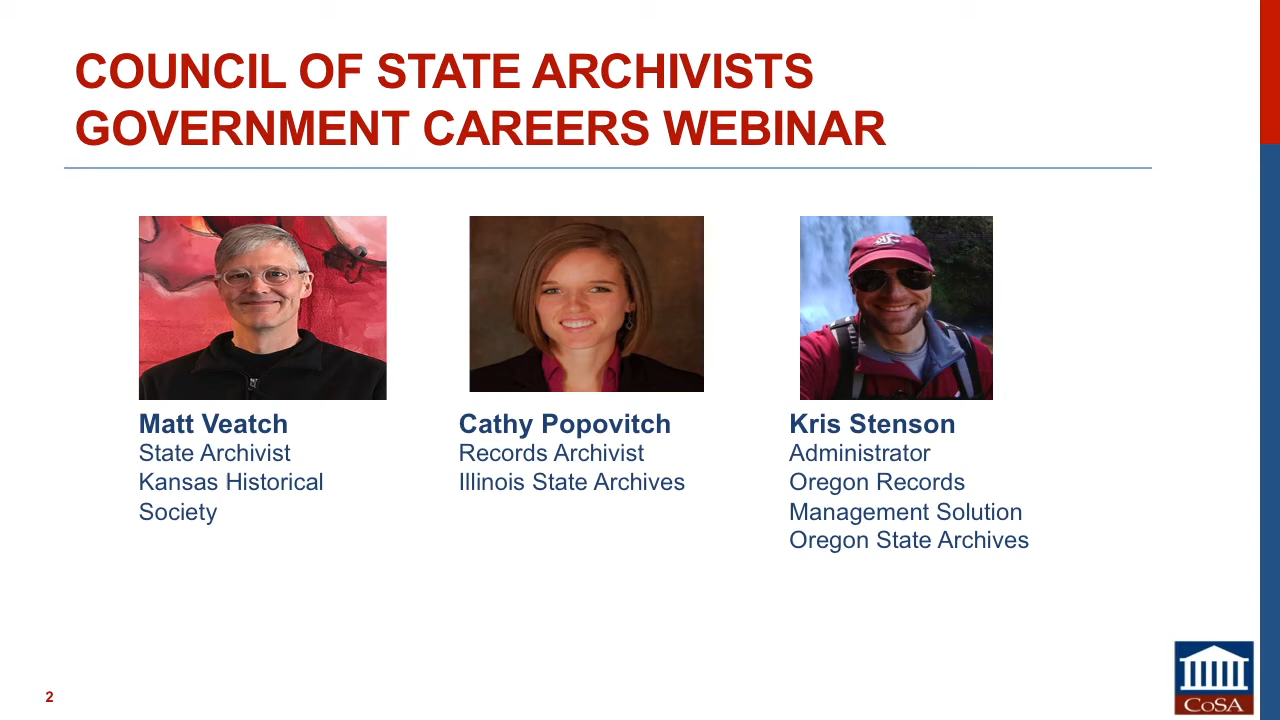 COUNCIL OF STATE ARCHIVISTS
GOVERNMENT CAREERS WEBINAR
Matt Veatch
State Archivist
Kansas Historical
Society
Cathy Popovitch
Records Archivist
Illinois State Archives
Kris Stenson
Administrator
Oregon Records
Management Solution
Oregon State Archives
2
CoSA